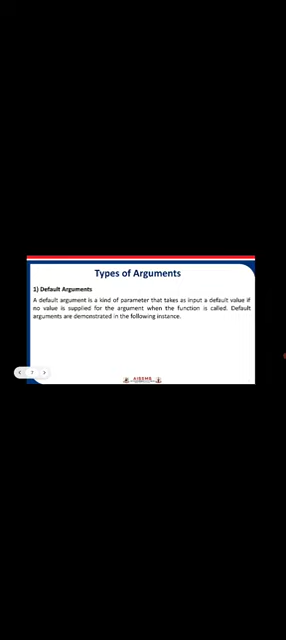 Types of Arguments
1) Default Arguments
A default argument is a kind of parameter that takes as input a default value if
no value is supplied for the argument when the function is called. Default
arguments are demonstrated in the following instance.
7